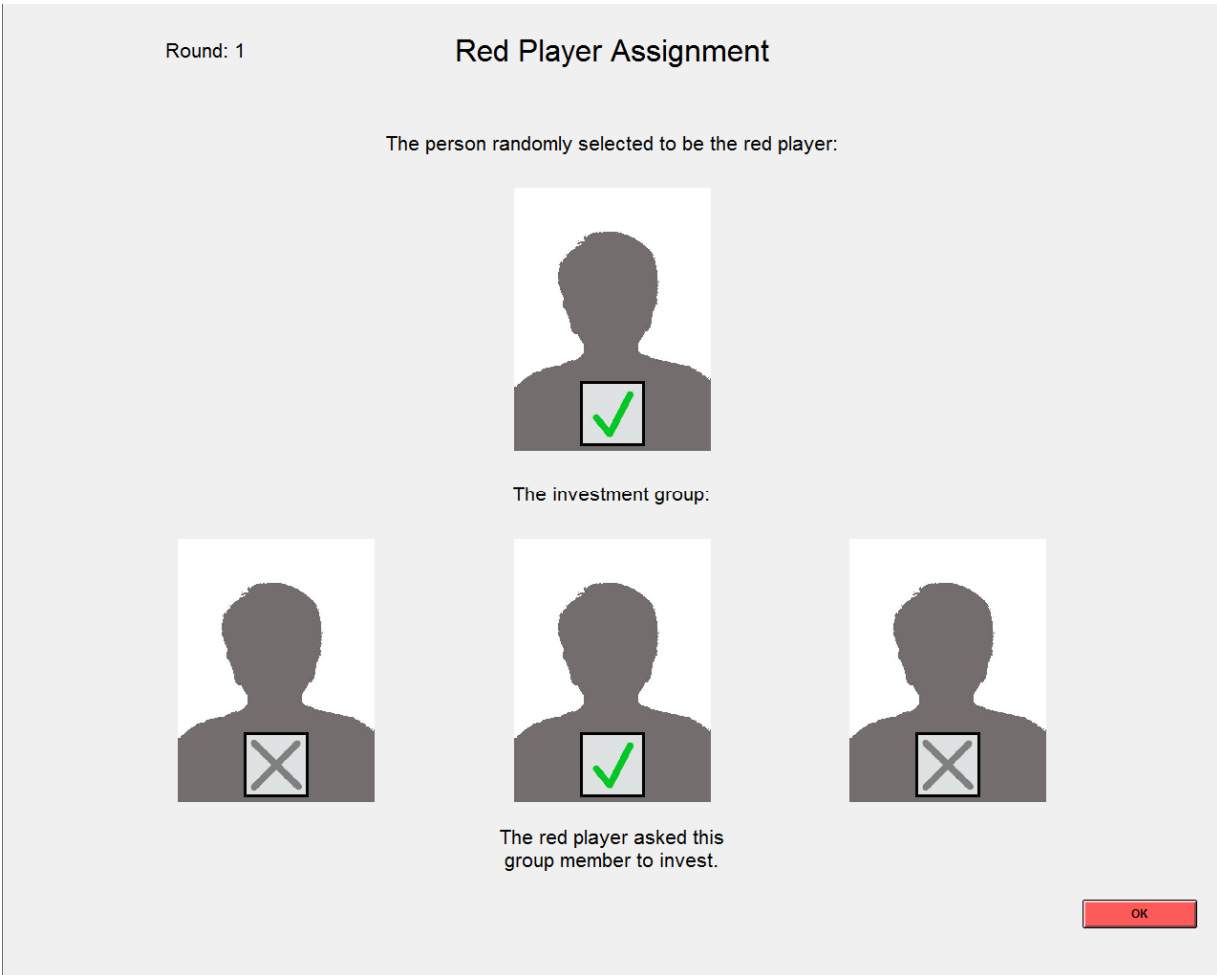 Round: 1
Red Player Assignment
The person randomly selected to be the red player:
The investment group:
The red player asked this
group member to invest.
OK